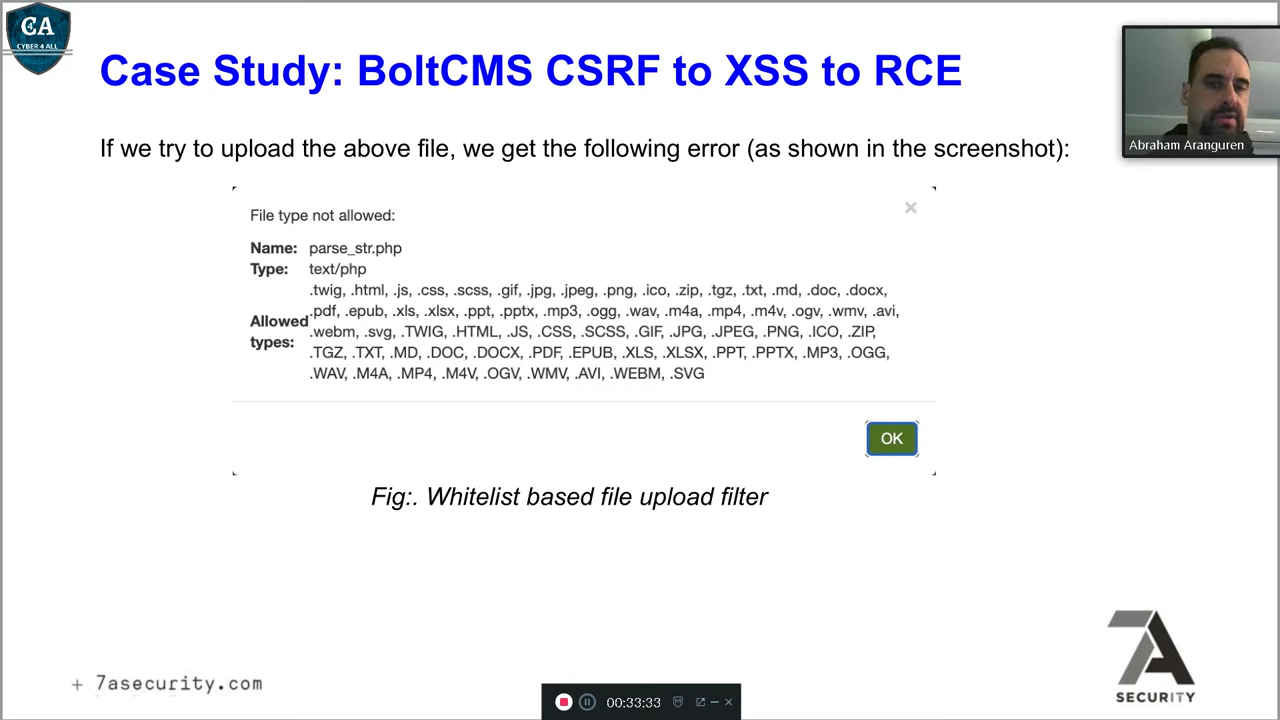 CA
CYBER 4 ALL
Case Study: BoltCMS CSRF to XSS to RCE
Abraham Aranguren
If we try to upload the above file, we get the following error (as shown in the screenshot):
File type not allowed:
Name: parse_str.php
Type: text/php
Allowed types:
.twig, .html, .js, .css, .scss, .gif, .jpg, .jpeg, .png, .ico, .zip, .tgz, .txt, .md, .doc, .docx,
.pdf, .epub, .xls, .xlsx, .ppt, .pptx, .mp3, .ogg, .wav, .m4a, .mp4, .m4v, .ogv, .wmv, .avi,
.webm, .svg, .TWIG, .HTML, .JS, .CSS, .SCSS, .GIF, .JPG, .JPEG, .PNG, .ICO, .ZIP,
.TGZ, .TXT, .MD, .DOC, .DOCX, .PDF, .EPUB, .XLS, .XLSX, .PPT, .PPTX, .MP3, .OGG,
.WAV, .M4A, .MP4, .M4V, .OGV, .WMV, .AVI, .WEBM, .SVG
OK
Fig:. Whitelist based file upload filter
+ 7asecurity.com
00:33:33
7A
SECURITY